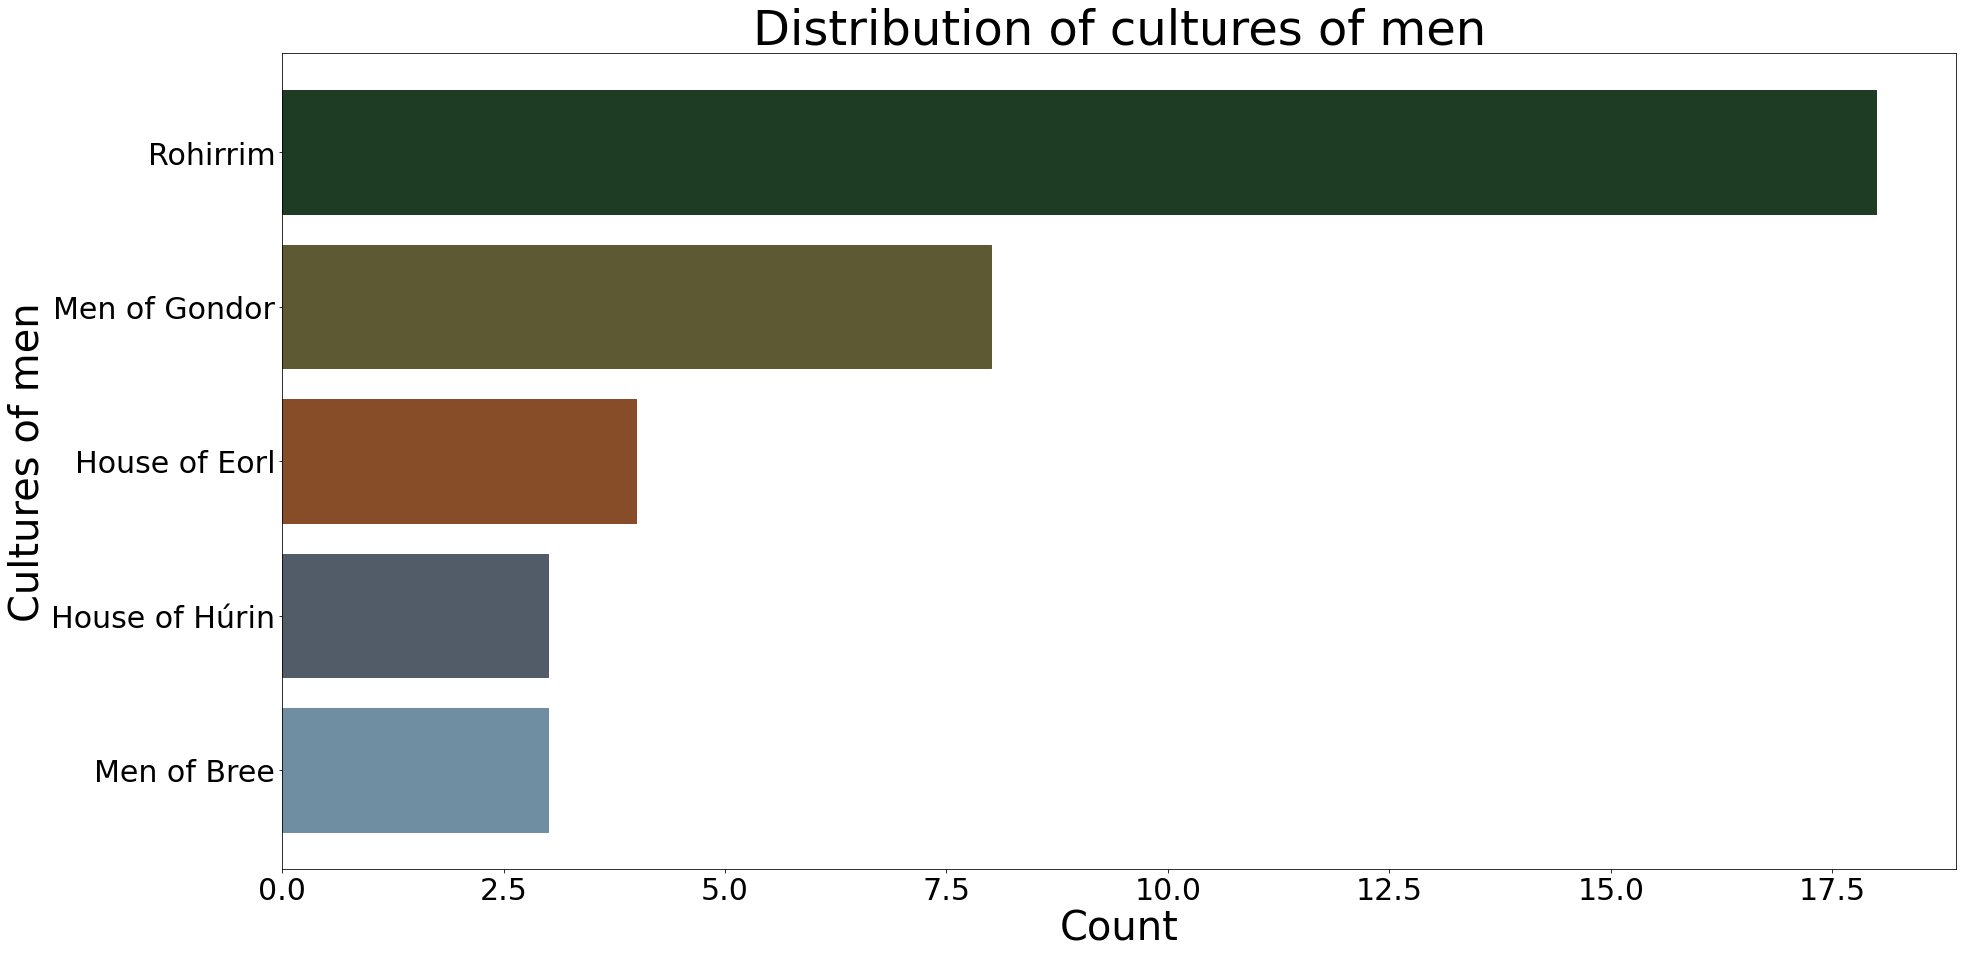 Distribution of cultures of men
Cultures of men
Rohirrim
Men of Gondor
House of Eorl
House of Húrin
Men of Bree
0.0 2.5 5.0 7.5 10.0 12.5 15.0 17.5
Count